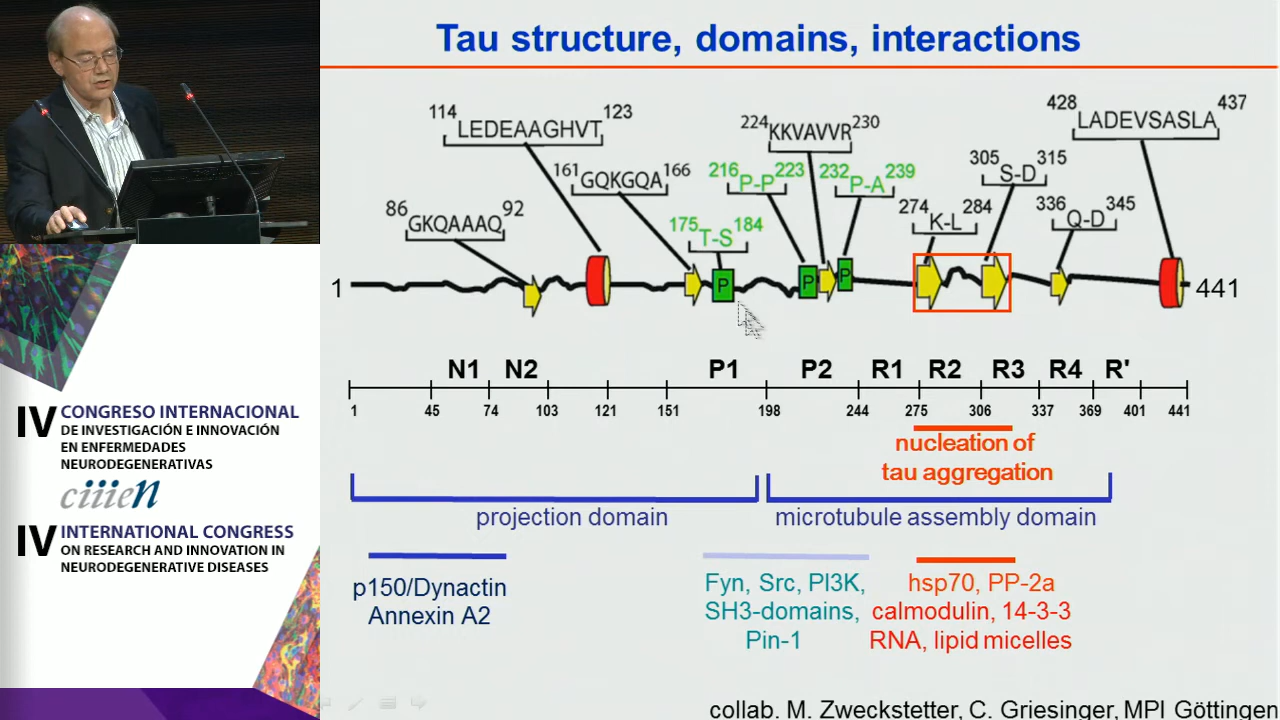 Tau structure, domains, interactions
428 LADEVSASLA 437
114 LEDEAAGHVT 123
224 KKVAVVR 230
305 S-D 315
161 GQKGQA 166
216 P-P 223
232 P-A 239
86 GKQAAAQ 92
175 T-S 184
274 K-L 284
336 Q-D 345
1
P
P
P
441
N1 N2 P1 P2 R1 R2 R3 R4 R'
1 45 74 103 121 151 198 244 275 306 337 369 401 441
nucleation of
tau aggregation
projection domain
microtubule assembly domain
p150/Dynactin
Annexin A2
Fyn, Src, PI3K,
SH3-domains,
Pin-1
hsp70, PP-2a
calmodulin, 14-3-3
RNA, lipid micelles
collab. M. Zweckstetter, C. Griesinger, MPI Göttingen
IV CONGRESO INTERNACIONAL
DE INVESTIGACIÓN E INNOVACIÓN
EN ENFERMEDADES
NEURODEGENERATIVAS
ciiien
IV INTERNATIONAL CONGRESS
ON RESEARCH AND INNOVATION IN
NEURODEGENERATIVE DISEASES